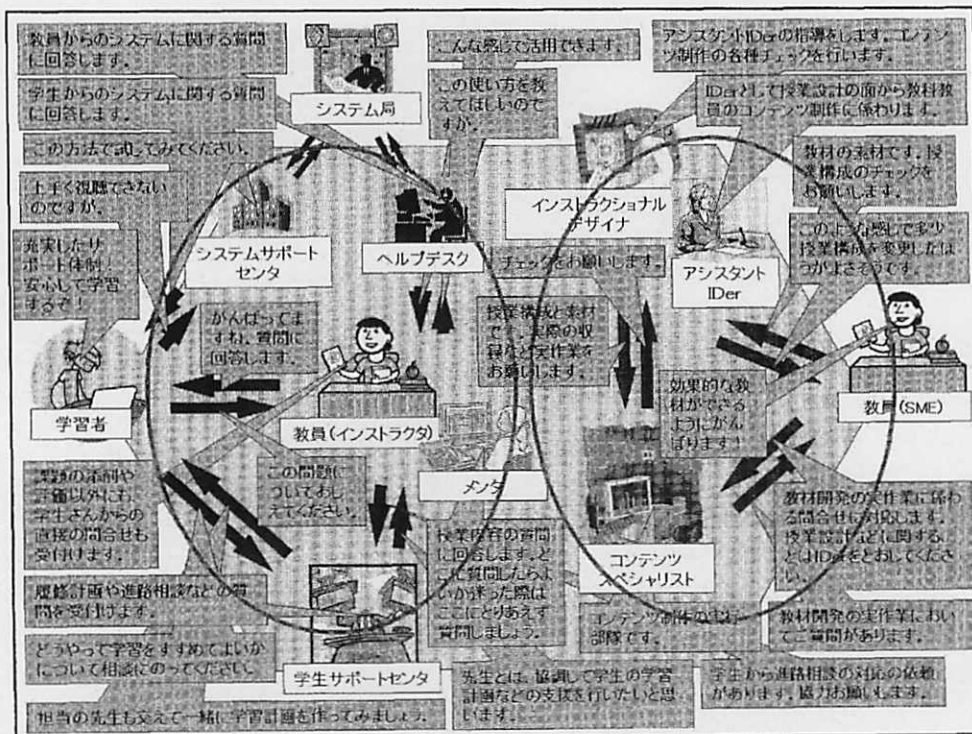 教員からのシステムに関する質問
に回答します。
学生からのシステムに関する質問
に回答します。
この方法で試してみてください。
上手く視聴できない
のですが。
充実したサ
ポート体制!
安心して学習
するぞ!
システム局
こんな感じで活用できます。
この使い方を教
えてほしいので
すが。
アシスタントIDerの指導をします。コンテン
ツ制作の各種チェックを行います。
IDerとして授業設計の面から教科教
員のコンテンツ制作に係わります。
教材の素材です。授
業構成のチェックを
お願いします。
このような感じで多少
授業構成を変更したほ
うがよさそうです。
システムサポート
センタ
ヘルプデスク
インストラクショナル
デザイナ
チェックをお願いします。
アシスタント
IDer
がんばってま
すね。質問に
回答します。
授業構成と素材
です。実際の収
録など実作業を
お願いします。
効果的な教
材ができる
ようにがん
ばります!
学習者
教員(インストラクタ)
教員(SME)
メンタ
課題の添削や
評価以外にも、
学生さんからの
直接の問合せも
受付けます。
この問題に
ついておし
えてください。
授業内容の質問
に回答します。ど
こに質問したらよ
いか迷った際は
ここにとりあえず
質問しましょう。
コンテンツ
スペシャリスト
教材開発の実作業に係わ
る問合せに対応します。
授業設計などに関するこ
とはID者をとおしてくださ
い。
履修計画や進路相談などの質
問を受付けます。
コンテンツ制作の実行
部隊です。
教材開発の実作業におい
てご質問があります。
どうやって学習をすすめてよいか
について相談にのってください。
学生サポートセンタ
先生とは、協調して学生の学習
計画などの支援を行いたいと思
います。
学生から進路相談の対応の依頼
があります。協力お願いします。
担当の先生も交えて一緒に学習計画を作ってみましょう。